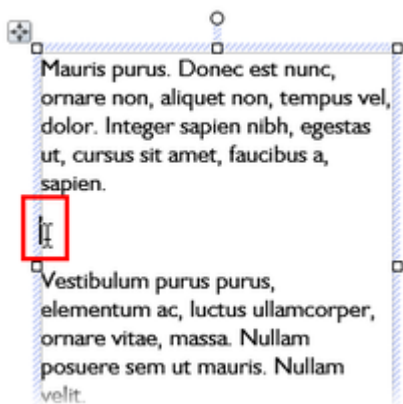 Mauris purus. Donec est nunc,
ornare non, aliquet non, tempus vel,
dolor. Integer sapien nibh, egestas
ut, cursus sit amet, faucibus a,
sapien.
Vestibulum purus purus,
elementum ac, luctus ullamcorper,
ornare vitae, massa. Nullam
posuere sem ut mauris. Nullam
velit.